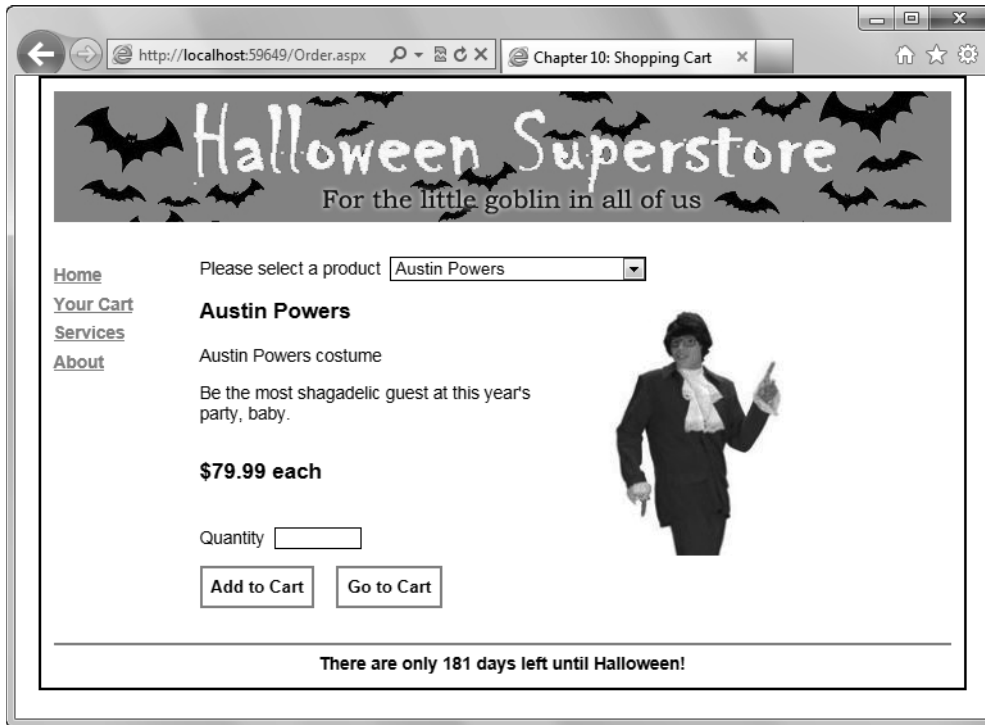 http://localhost:59649/Order.aspx
Chapter 10: Shopping Cart
Halloween Superstore
For the little goblin in all of us
Home
Your Cart
Services
About
Please select a product Austin Powers
Austin Powers
Austin Powers costume
Be the most shagadelic guest at this year's
party, baby.
$79.99 each
Quantity
Add to Cart Go to Cart
There are only 181 days left until Halloween!